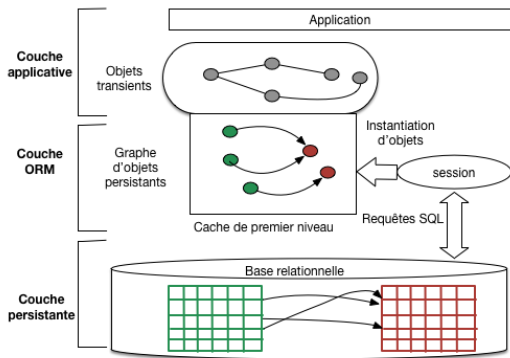 Application
Couche
applicative
Objets
transients
Couche
ORM
Graphe
d'objets
persistants
Instantiation
d'objets
session
Cache de premier niveau
Requêtes SQL
Base relationnelle
Couche
persistante